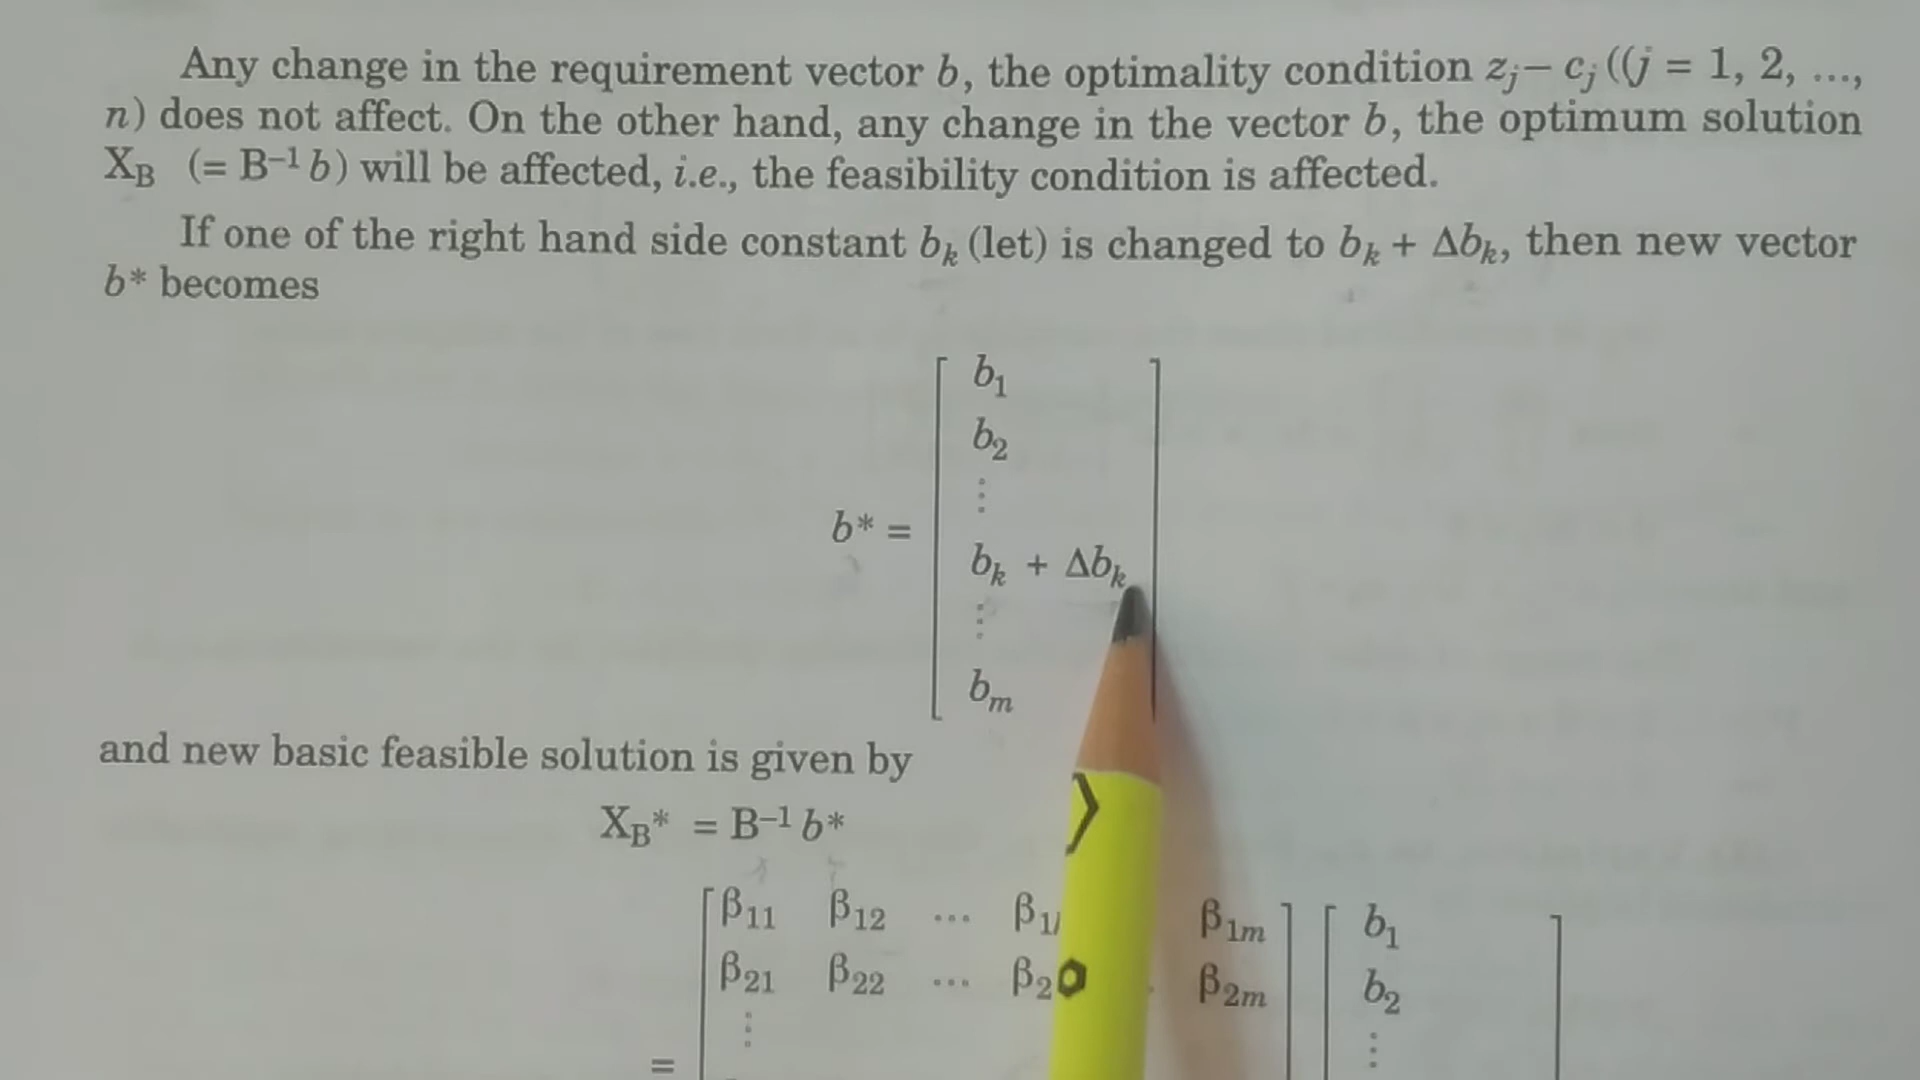 Any change in the requirement vector b, the optimality condition zⱼ– cⱼ ((j = 1, 2, ...,
n) does not affect. On the other hand, any change in the vector b, the optimum solution
X_B (= B⁻¹ b) will be affected, i.e., the feasibility condition is affected.
If one of the right hand side constant bₖ (let) is changed to bₖ + Δbₖ, then new vector
b* becomes
b₁
b₂
⋮
b* =
bₖ + Δbₖ
⋮
bₘ
and new basic feasible solution is given by
X_B* = B⁻¹ b*
β₁₁ β₁₂ ... β₁ β₁ₘ b₁
β₂₁ β₂₂ ... β₂ β₂ₘ b₂
⋮ ⋮
=